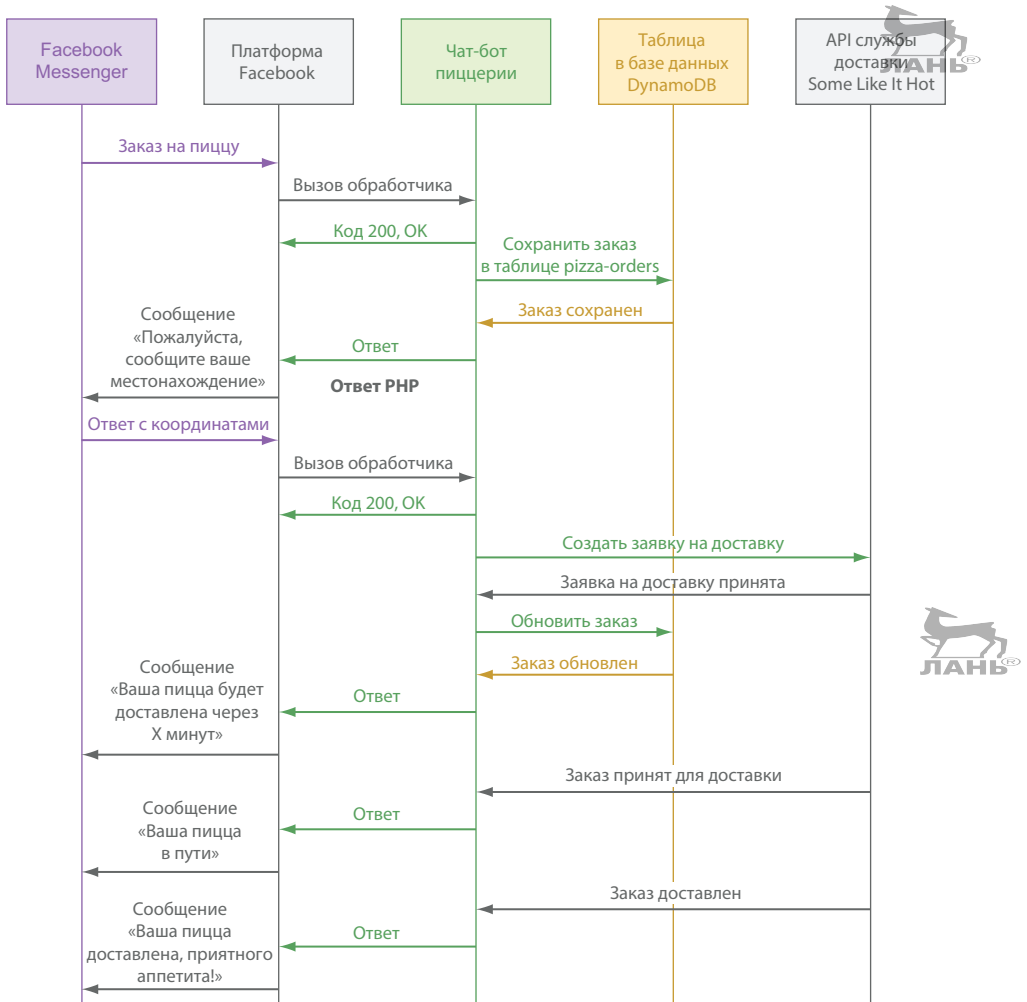 Facebook
Messenger
Платформа
Facebook
Чат-бот
пиццерии
Таблица
в базе данных
DynamoDB
API службы
доставки
Some Like It Hot
ЛАНЬ®
Заказ на пиццу
Вызов обработчика
Код 200, OK
Сохранить заказ
в таблице pizza-orders
Заказ сохранен
Сообщение
«Пожалуйста,
сообщите ваше
местонахождение»
Ответ
Ответ PHP
Ответ с координатами
Вызов обработчика
Код 200, OK
Создать заявку на доставку
Заявка на доставку принята
Обновить заказ
ЛАНЬ®
Заказ обновлен
Сообщение
«Ваша пицца будет
доставлена через
X минут»
Ответ
Заказ принят для доставки
Сообщение
«Ваша пицца
в пути»
Ответ
Заказ доставлен
Сообщение
«Ваша пицца
доставлена, приятного
аппетита!»
Ответ